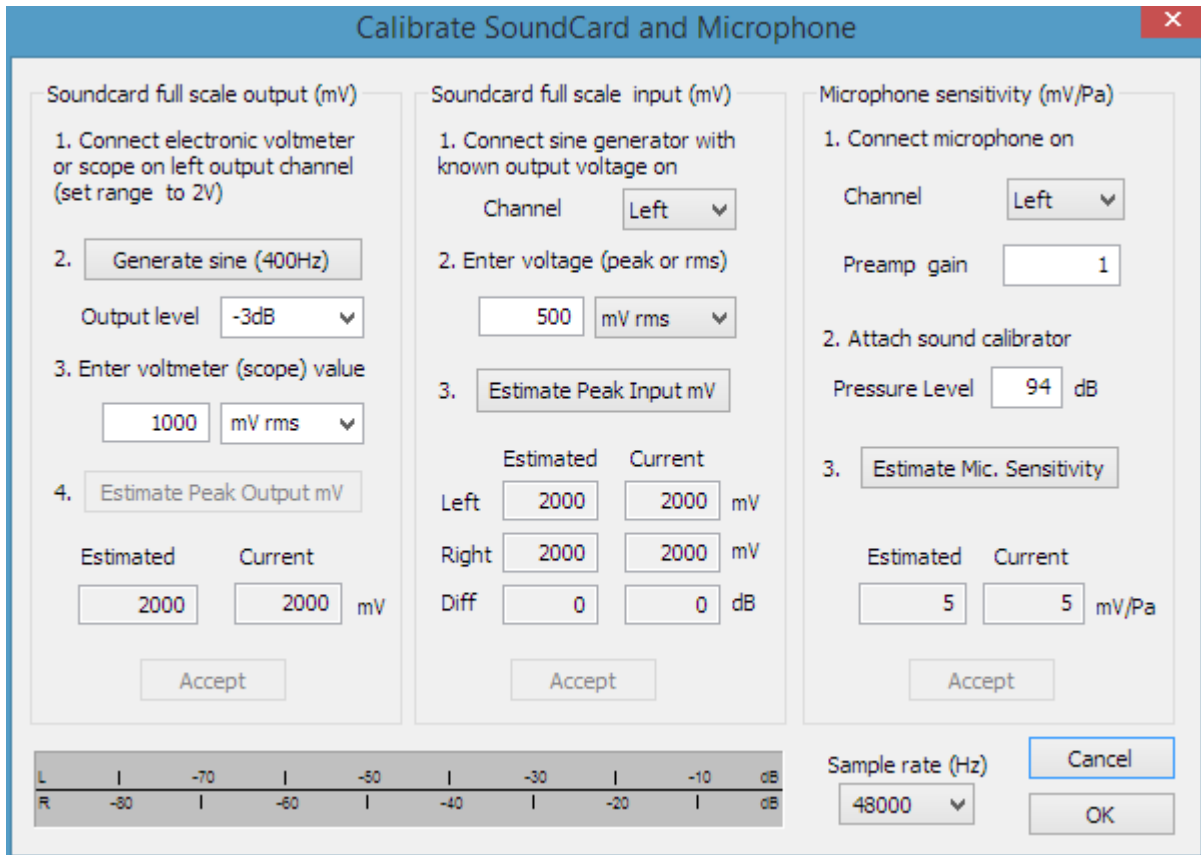 Calibrate SoundCard and Microphone
Soundcard full scale output (mV)
1. Connect electronic voltmeter
or scope on left output channel
(set range to 2V)
2. Generate sine (400Hz)
Output level -3dB
3. Enter voltmeter (scope) value
1000 mV rms
4. Estimate Peak Output mV
Estimated Current
2000 2000 mV
Accept
Soundcard full scale input (mV)
1. Connect sine generator with
known output voltage on
Channel Left
2. Enter voltage (peak or rms)
500 mV rms
3. Estimate Peak Input mV
Estimated Current
Left 2000 2000 mV
Right 2000 2000 mV
Diff 0 0 dB
Accept
Microphone sensitivity (mV/Pa)
1. Connect microphone on
Channel Left
Preamp gain 1
2. Attach sound calibrator
Pressure Level 94 dB
3. Estimate Mic. Sensitivity
Estimated Current
5 5 mV/Pa
Accept
L -70 -50 -30 -10 dB
R -80 -60 -40 -20 dB
Sample rate (Hz)
48000
Cancel
OK